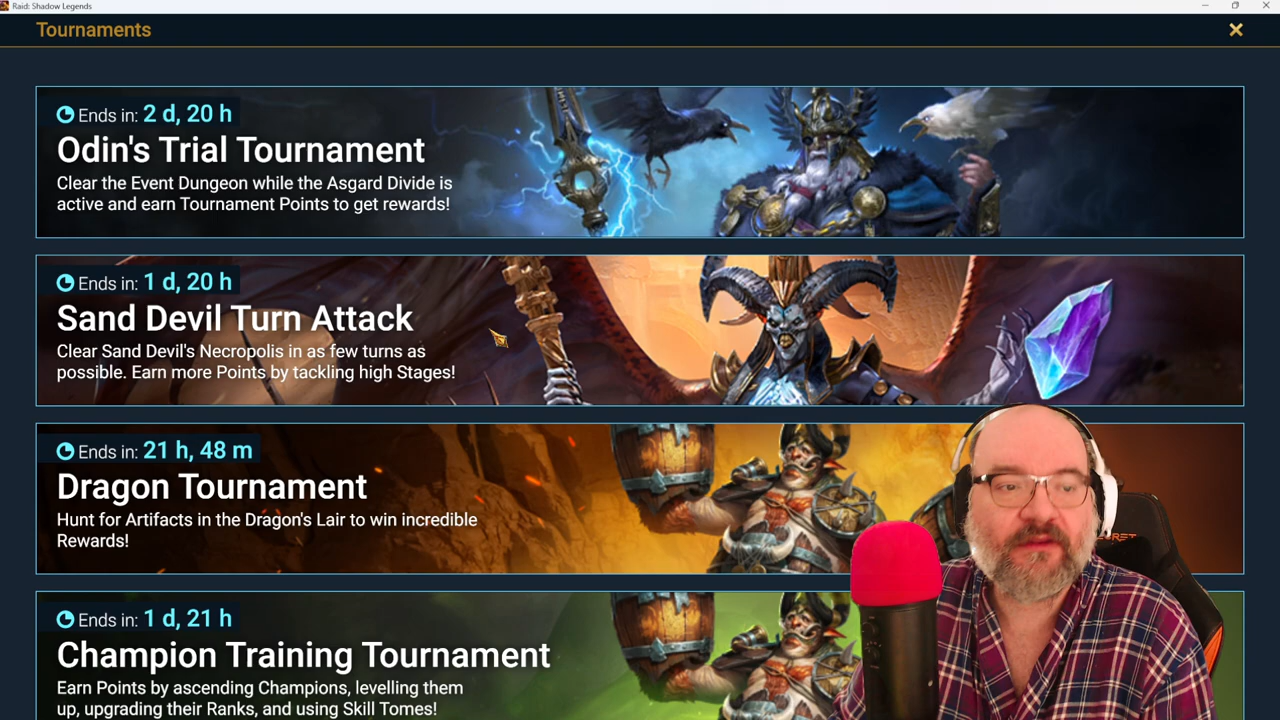 Raid: Shadow Legends
Tournaments
Ends in: 2 d, 20 h
Odin's Trial Tournament
Clear the Event Dungeon while the Asgard Divide is
active and earn Tournament Points to get rewards!
Ends in: 1 d, 20 h
Sand Devil Turn Attack
Clear Sand Devil's Necropolis in as few turns as
possible. Earn more Points by tackling high Stages!
Ends in: 21 h, 48 m
Dragon Tournament
Hunt for Artifacts in the Dragon's Lair to win incredible
Rewards!
Ends in: 1 d, 21 h
Champion Training Tournament
Earn Points by ascending Champions, levelling them
up, upgrading their Ranks, and using Skill Tomes!